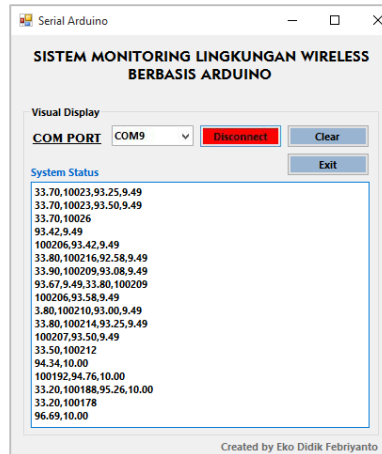 Serial Arduino
SISTEM MONITORING LINGKUNGAN WIRELESS
BERBASIS ARDUINO
Visual Display
COM PORT COM9 Disconnect Clear
Exit
System Status
33.70,10023,93.25,9.49
33.70,10023,93.50,9.49
33.70,10026
93.42,9.49
100206,93.42,9.49
33.80,100216,92.58,9.49
33.90,100209,93.08,9.49
93.67,9.49,33.80,100209
100206,93.58,9.49
3.80,100210,93.00,9.49
33.80,100214,93.25,9.49
100207,93.50,9.49
33.50,100212
94.34,10.00
100192,94.76,10.00
33.20,100188,95.26,10.00
33.20,100178
96.69,10.00
Created by Eko Didik Febriyanto